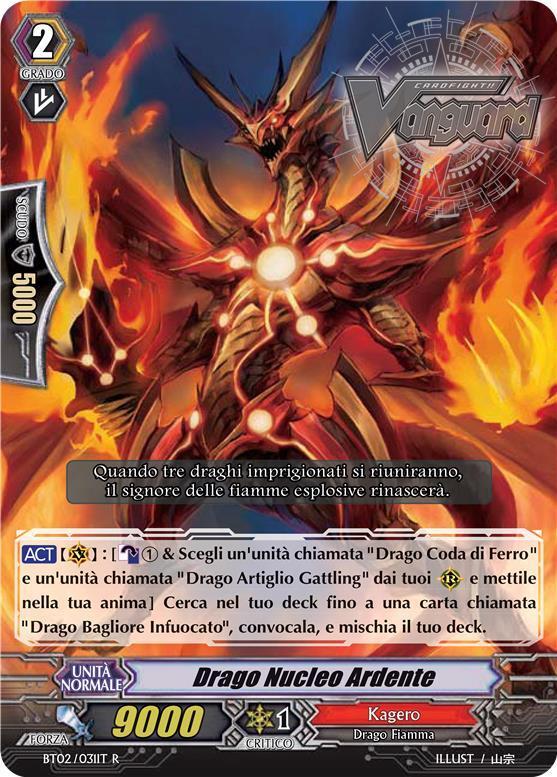 2
GRADO
CARDFIGHT!!
Vanguard
SCUDO
5000
Quando tre draghi imprigionati si riuniranno,
il signore delle fiamme esplosive rinascerà.
ACT 【V】 : [① & Scegli un'unità chiamata "Drago Coda di Ferro"
e un'unità chiamata "Drago Artiglio Gattling" dai tuoi R e mettile
nella tua anima] Cerca nel tuo deck fino a una carta chiamata
"Drago Bagliore Infuocato", convocala, e mischia il tuo deck.
UNITÀ
NORMALE
Drago Nucleo Ardente
FORZA
9000
1
CRITICO
Kagero
Drago Fiamma
BT02/031IT R
ILLUST / 山宗